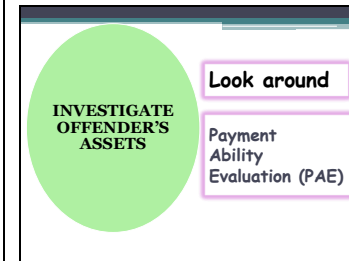 INVESTIGATE
OFFENDER'S
ASSETS
Look around
Payment
Ability
Evaluation (PAE)